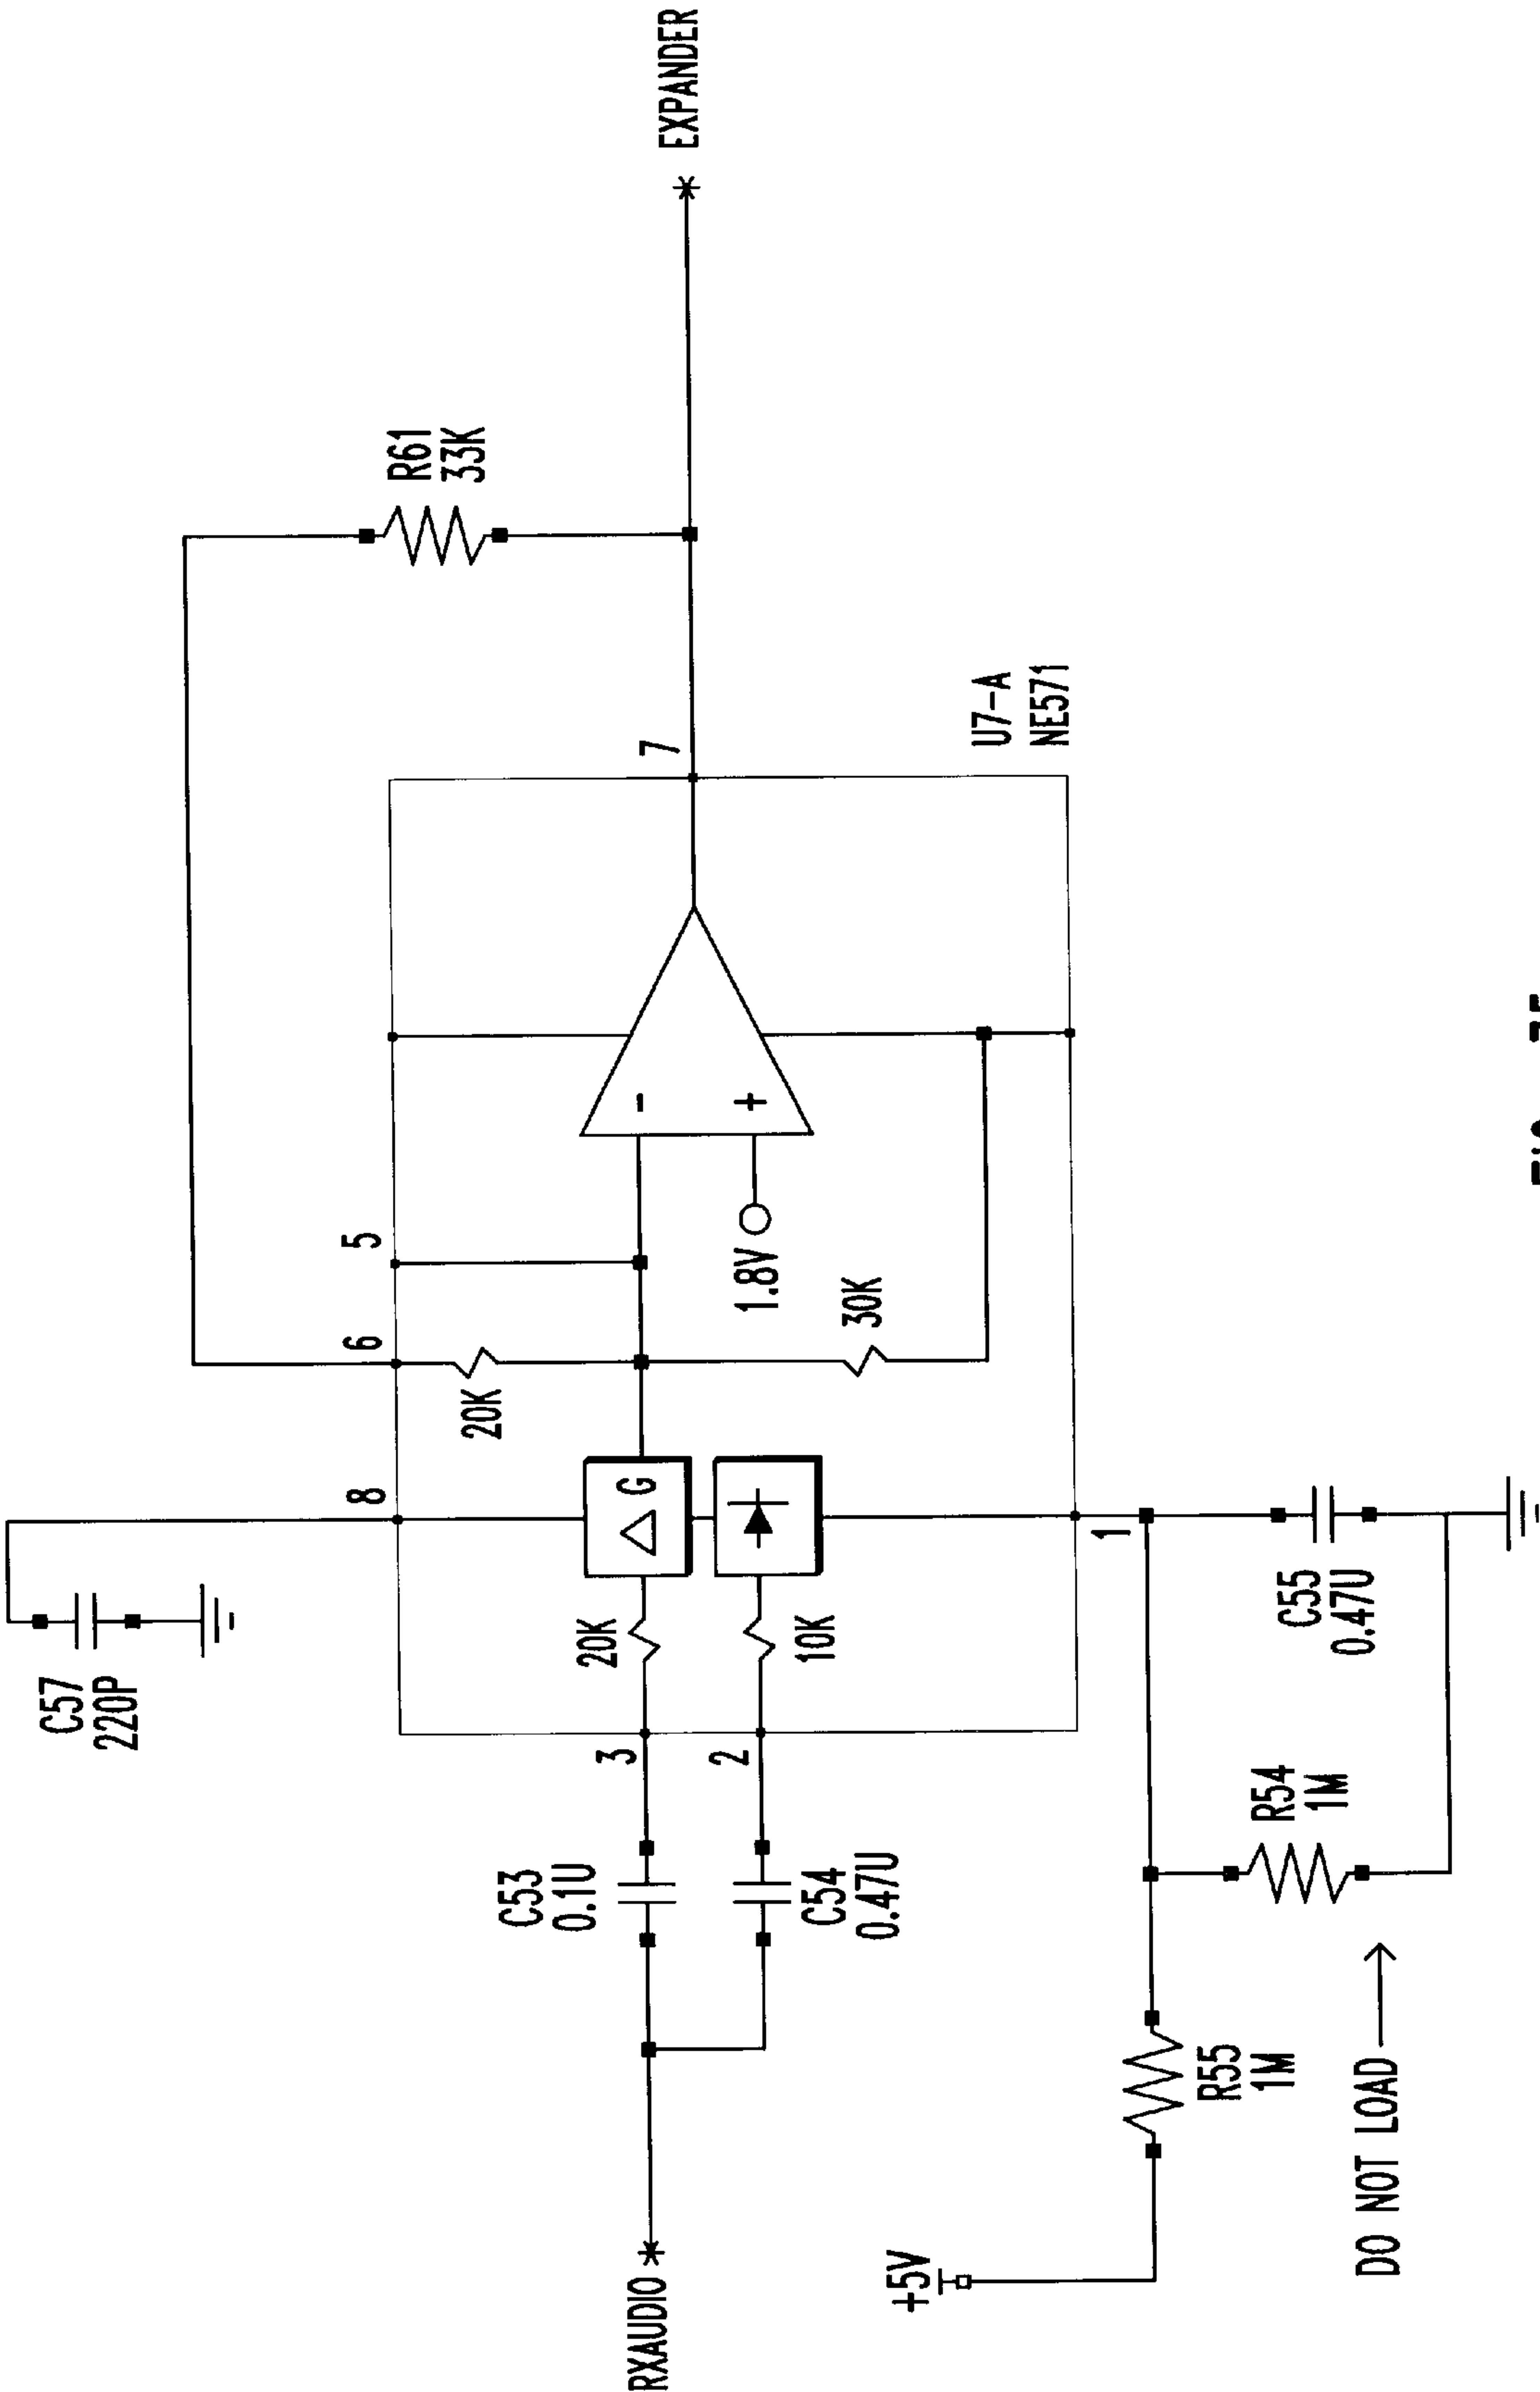 C57
220P
8
6
5
R61
33K
20K
C53
0.1U
3
20K
G
-
7
RXAUDIO
EXPANDER
2
10K
1.8V
+
C54
0.47U
30K
U7-A
NE571
+5V
1
R55
1M
R54
1M
C55
0.47U
DO NOT LOAD